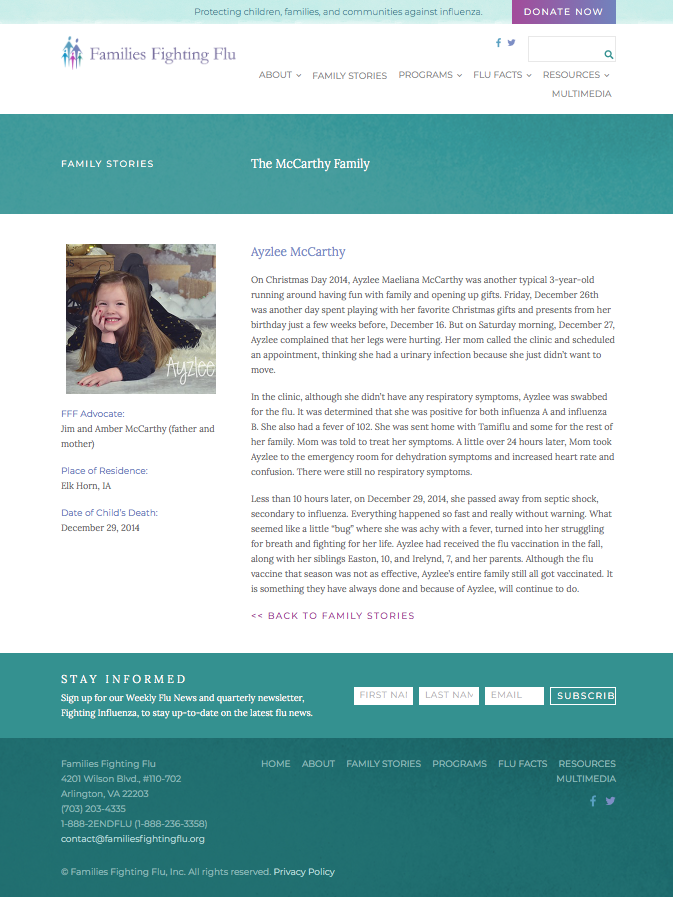 Protecting children, families, and communities against influenza.
DONATE NOW
Families Fighting Flu
ABOUT
FAMILY STORIES
PROGRAMS
FLU FACTS
RESOURCES
MULTIMEDIA
FAMILY STORIES
The McCarthy Family
Ayzlee
FFF Advocate:
Jim and Amber McCarthy (father and
mother)
Place of Residence:
Elk Horn, IA
Date of Child's Death:
December 29, 2014
Ayzlee McCarthy
On Christmas Day 2014, Ayzlee Maeliana McCarthy was another typical 3-year-old
running around having fun with family and opening up gifts. Friday, December 26th
was another day spent playing with her favorite Christmas gifts and presents from her
birthday just a few weeks before, December 16. But on Saturday morning, December 27,
Ayzlee complained that her legs were hurting. Her mom called the clinic and scheduled
an appointment, thinking she had a urinary infection because she just didn't want to
move.
In the clinic, although she didn't have any respiratory symptoms, Ayzlee was swabbed
for the flu. It was determined that she was positive for both influenza A and influenza
B. She also had a fever of 102. She was sent home with Tamiflu and some for the rest of
her family. Mom was told to treat her symptoms. A little over 24 hours later, Mom took
Ayzlee to the emergency room for dehydration symptoms and increased heart rate and
confusion. There were still no respiratory symptoms.
Less than 10 hours later, on December 29, 2014, she passed away from septic shock,
secondary to influenza. Everything happened so fast and really without warning. What
seemed like a little "bug" where she was achy with a fever, turned into her struggling
for breath and fighting for her life. Ayzlee had received the flu vaccination in the fall,
along with her siblings Easton, 10, and Irelynd, 7, and her parents. Although the flu
vaccine that season was not as effective, Ayzlee's entire family still all got vaccinated. It
is something they have always done and because of Ayzlee, will continue to do.
<< BACK TO FAMILY STORIES
STAY INFORMED
Sign up for our Weekly Flu News and quarterly newsletter,
Fighting Influenza, to stay up-to-date on the latest flu news.
FIRST NAI
LAST NAM
EMAIL
SUBSCRIB
Families Fighting Flu
4201 Wilson Blvd., #110-702
Arlington, VA 22203
(703) 203-4335
1-888-2ENDFLU (1-888-236-3358)
contact@familiesfightingflu.org
HOME
ABOUT
FAMILY STORIES
PROGRAMS
FLU FACTS
RESOURCES
MULTIMEDIA
© Families Fighting Flu, Inc. All rights reserved. Privacy Policy